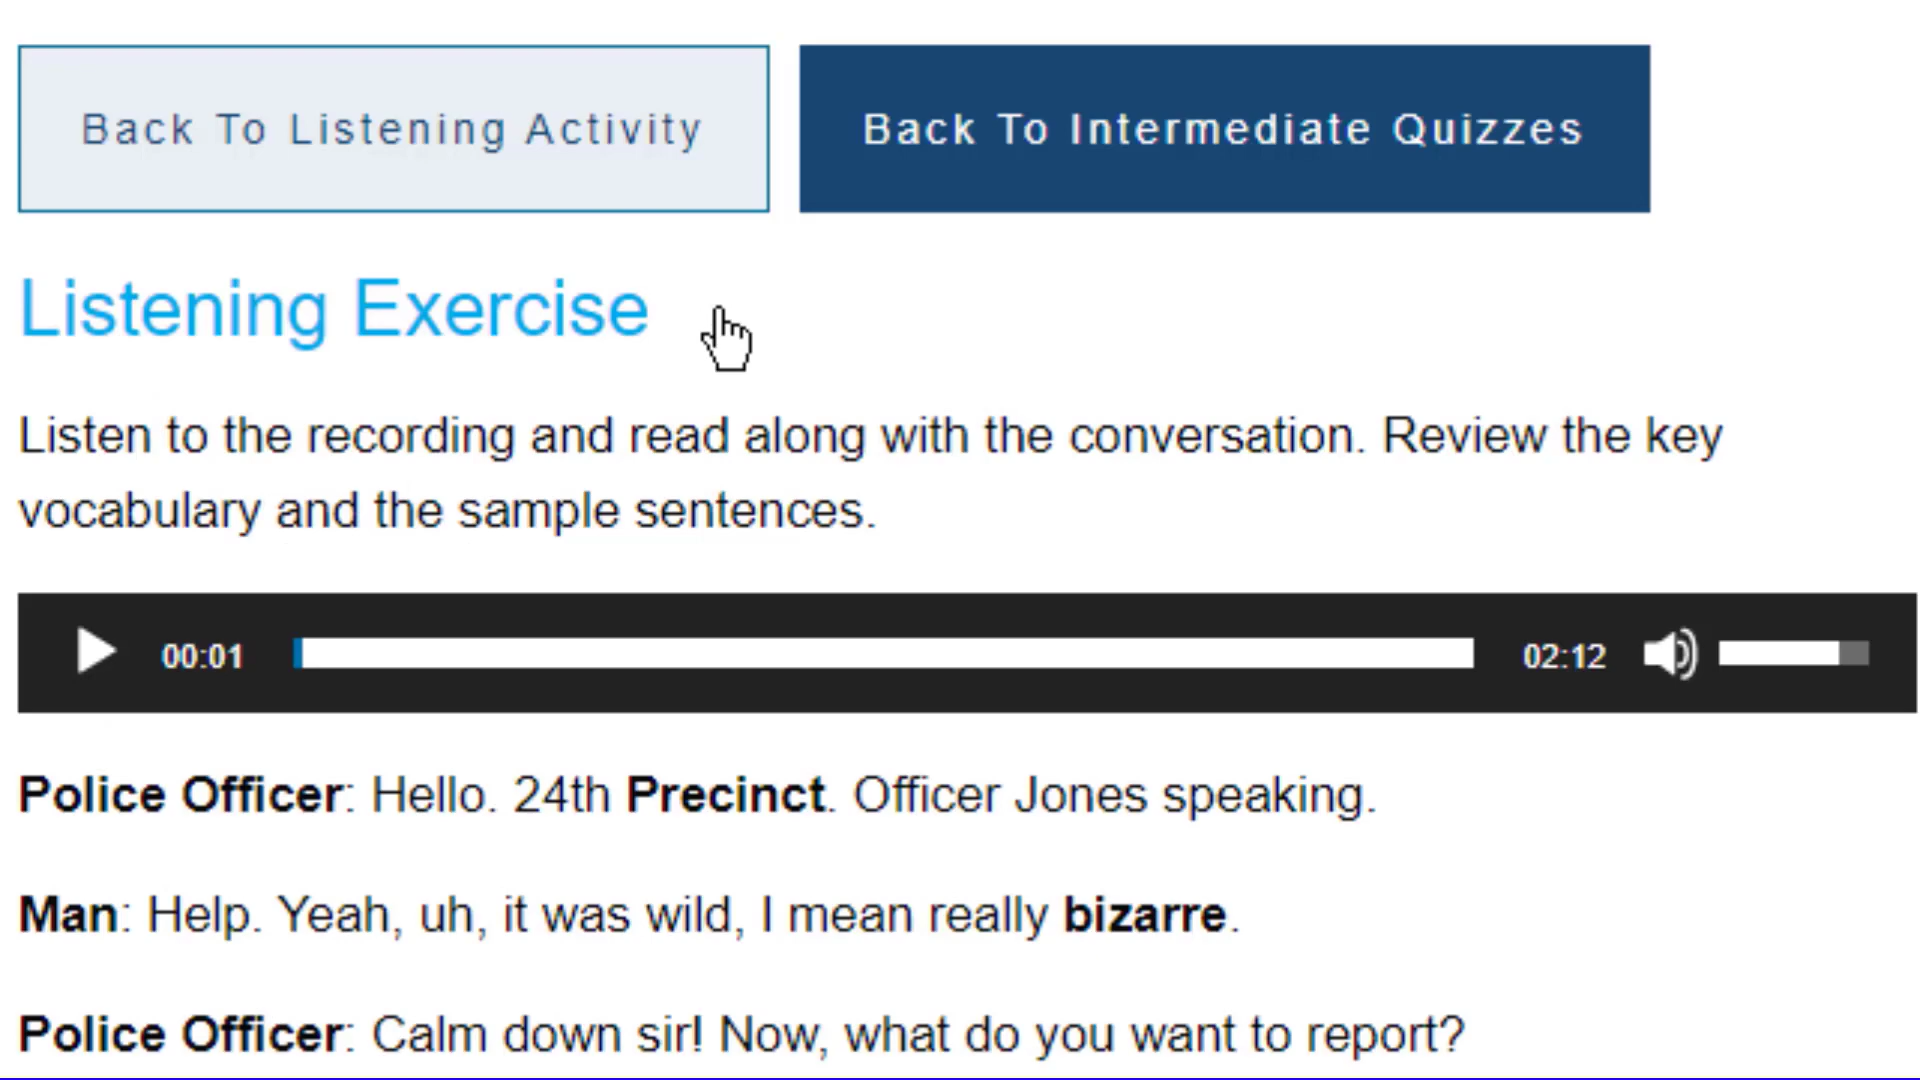 Back To Listening Activity
Back To Intermediate Quizzes
Listening Exercise
Listen to the recording and read along with the conversation. Review the key
vocabulary and the sample sentences.
00:01
02:12
Police Officer: Hello. 24th Precinct. Officer Jones speaking.
Man: Help. Yeah, uh, it was wild, I mean really bizarre.
Police Officer: Calm down sir! Now, what do you want to report?